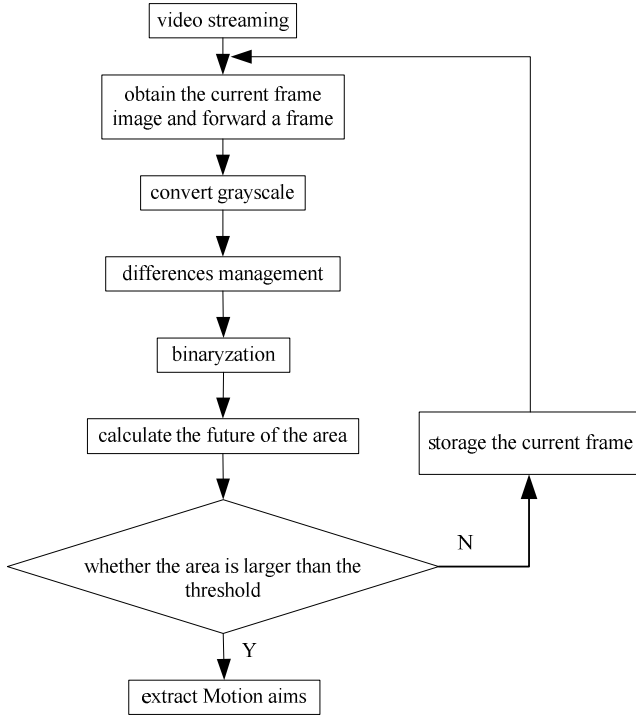 video streaming
obtain the current frame
image and forward a frame
convert grayscale
differences management
binaryzation
calculate the future of the area
storage the current frame
N
whether the area is larger than the
threshold
Y
extract Motion aims